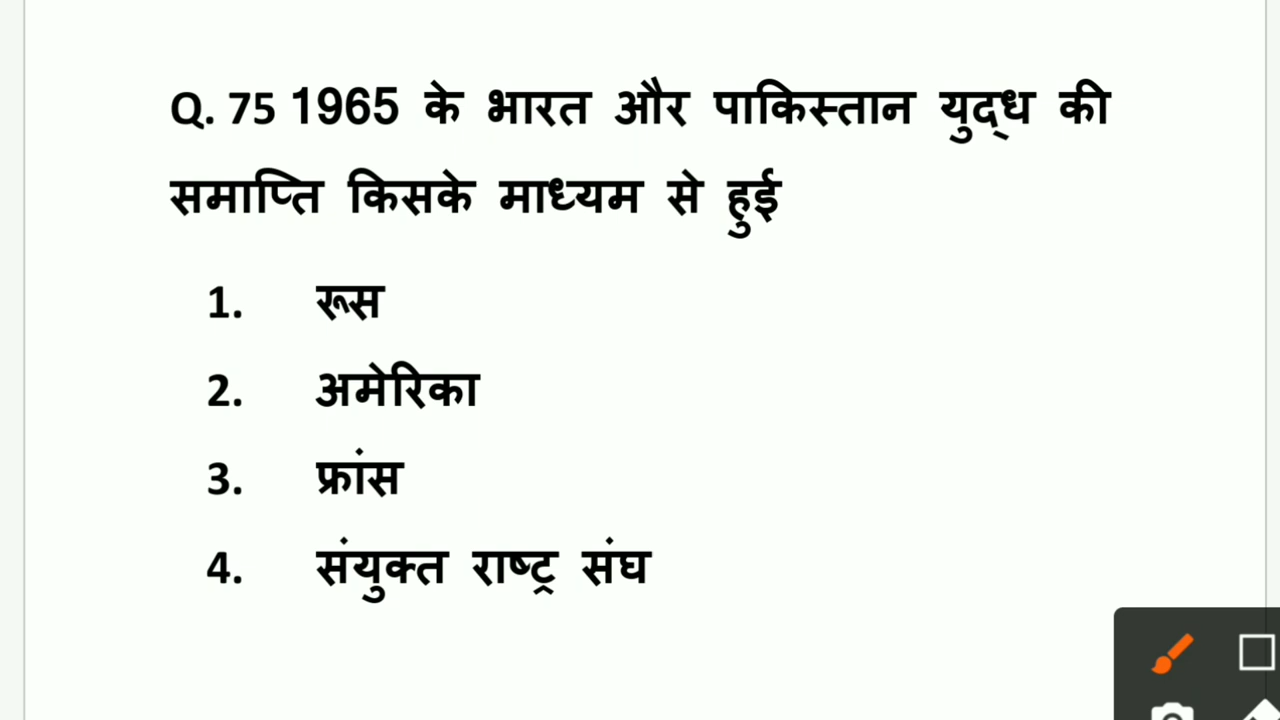 Q. 75 1965 के भारत और पाकिस्तान युद्ध की
समाप्ति किसके माध्यम से हुई
1. रूस
2. अमेरिका
3. फ्रांस
4. संयुक्त राष्ट्र संघ